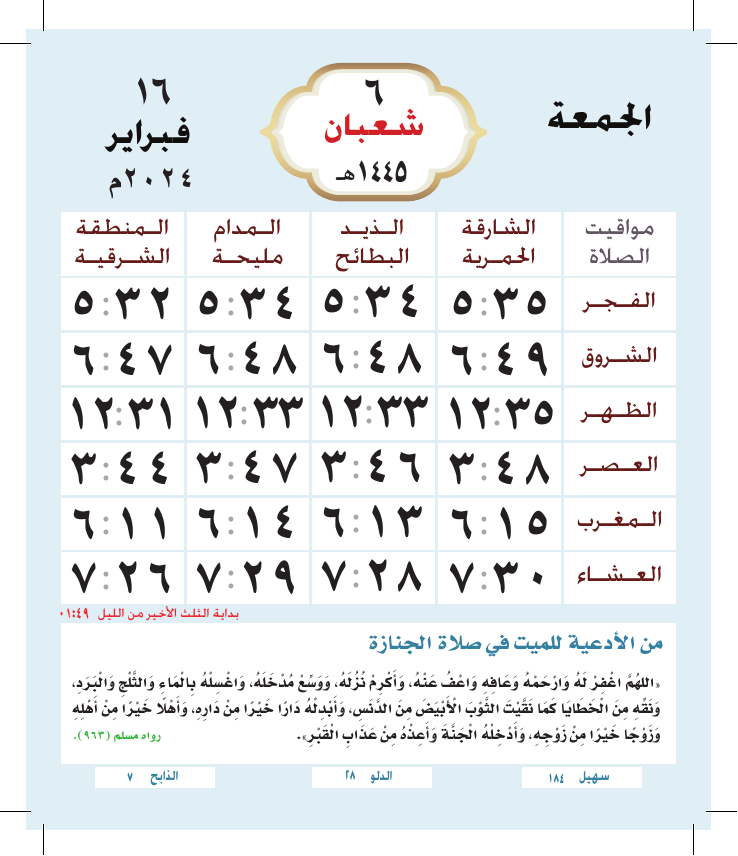 الجمعة
٦
شعبان
١٤٤٥هـ
١٦
فبراير
٢٠٢٤م
مواقيت الصلاة | الشارقة الحمرية | الذيد البطائح | المدام مليحة | المنطقة الشرقية
الفجر ٥:٣٥ ٥:٣٤ ٥:٣٤ ٥:٣٢
الشروق ٦:٤٩ ٦:٤٨ ٦:٤٨ ٦:٤٧
الظهر ١٢:٣٥ ١٢:٣٣ ١٢:٣٣ ١٢:٣١
العصر ٣:٤٨ ٣:٤٦ ٣:٤٧ ٣:٤٤
المغرب ٦:١٥ ٦:١٣ ٦:١٤ ٦:١١
العشاء ٧:٣٠ ٧:٢٨ ٧:٢٩ ٧:٢٦
بداية الثلث الأخير من الليل ٠١:٤٩
من الأدعية للميت في صلاة الجنازة
«اللهُمَّ اغْفِرْ لَهُ وَارْحَمْهُ وَعَافِهِ وَاعْفُ عَنْهُ، وَأَكْرِمْ نُزُلَهُ، وَوَسِّعْ مُدْخَلَهُ، وَاغْسِلْهُ بِالْمَاءِ وَالثَّلْجِ وَالْبَرَدِ،
وَنَقِّهِ مِنَ الْخَطَايَا كَمَا نَقَّيْتَ الثَّوْبَ الْأَبْيَضَ مِنَ الدَّنَسِ، وَأَبْدِلْهُ دَارًا خَيْرًا مِنْ دَارِهِ، وَأَهْلًا خَيْرًا مِنْ أَهْلِهِ
وَزَوْجًا خَيْرًا مِنْ زَوْجِهِ، وَأَدْخِلْهُ الْجَنَّةَ وَأَعِذْهُ مِنْ عَذَابِ الْقَبْرِ». رواه مسلم (٩٦٣).
سهيل ١٨٤
الدلو ٢٨
الذابح ٧